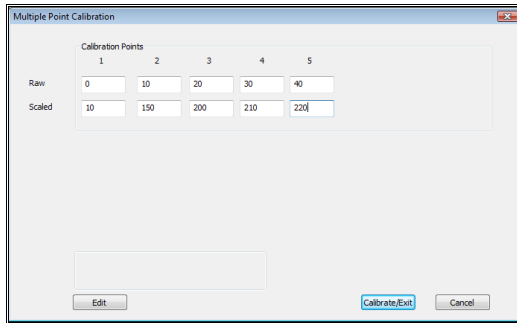 Multiple Point Calibration
Calibration Points
1 2 3 4 5
Raw 0 10 20 30 40
Scaled 10 150 200 210 220
Edit Calibrate/Exit Cancel